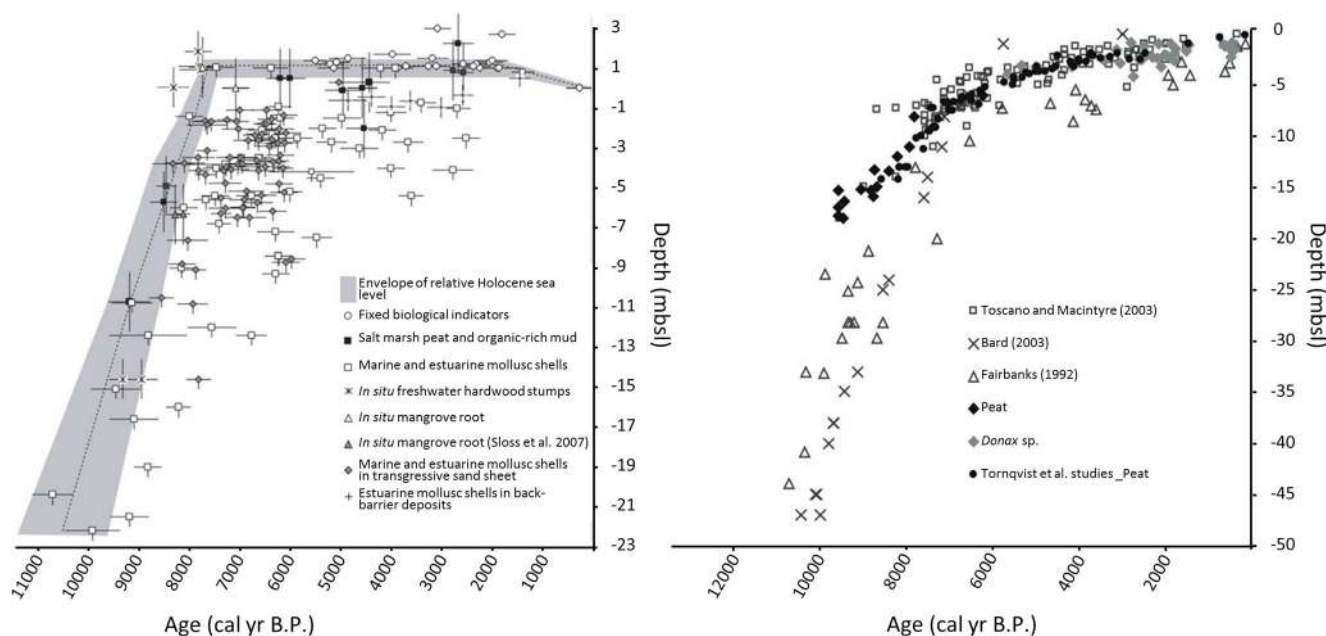 3
1
-1
-3
-5
-7
-9
-11
-13
-15
-17
-19
-21
-23
Depth (mbsl)
Envelope of relative Holocene sea
level
Fixed biological indicators
Salt marsh peat and organic-rich mud
Marine and estuarine mollusc shells
In situ freshwater hardwood stumps
In situ mangrove root
In situ mangrove root (Sloss et al. 2007)
Marine and estuarine mollusc shells
in transgressive sand sheet
Estuarine mollusc shells in back-
barrier deposits
11000
10000
9000
8000
7000
6000
5000
4000
3000
2000
1000
0
Age (cal yr B.P.)
0
-5
-10
-15
-20
-25
-30
-35
-40
-45
-50
Depth (mbsl)
Toscano and Macintyre (2003)
Bard (2003)
Fairbanks (1992)
Peat
Donax sp.
Tornqvist et al. studies_Peat
12000
10000
8000
6000
4000
2000
Age (cal yr B.P.)